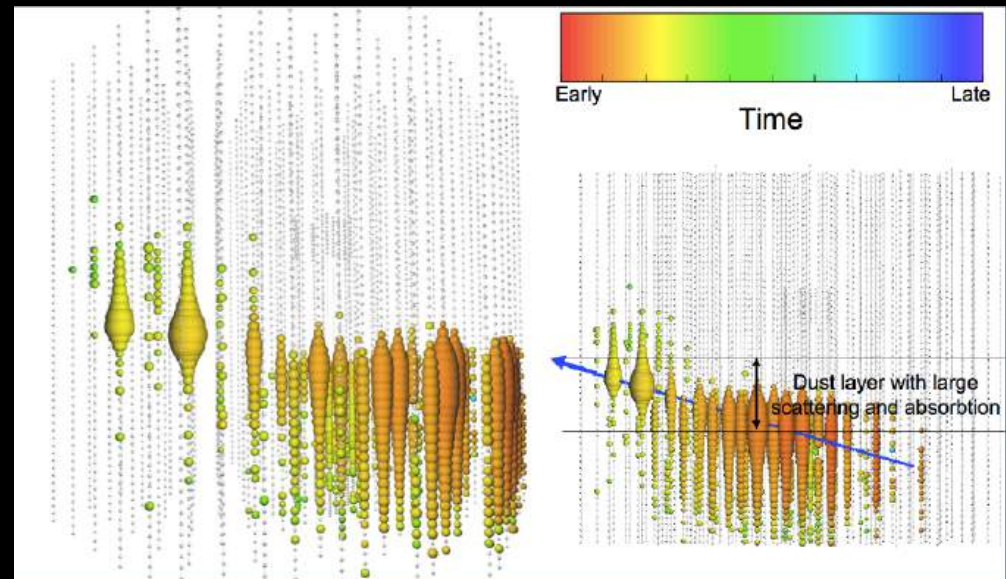 Early
Late
Time
Dust layer with large
scattering and absorbtion